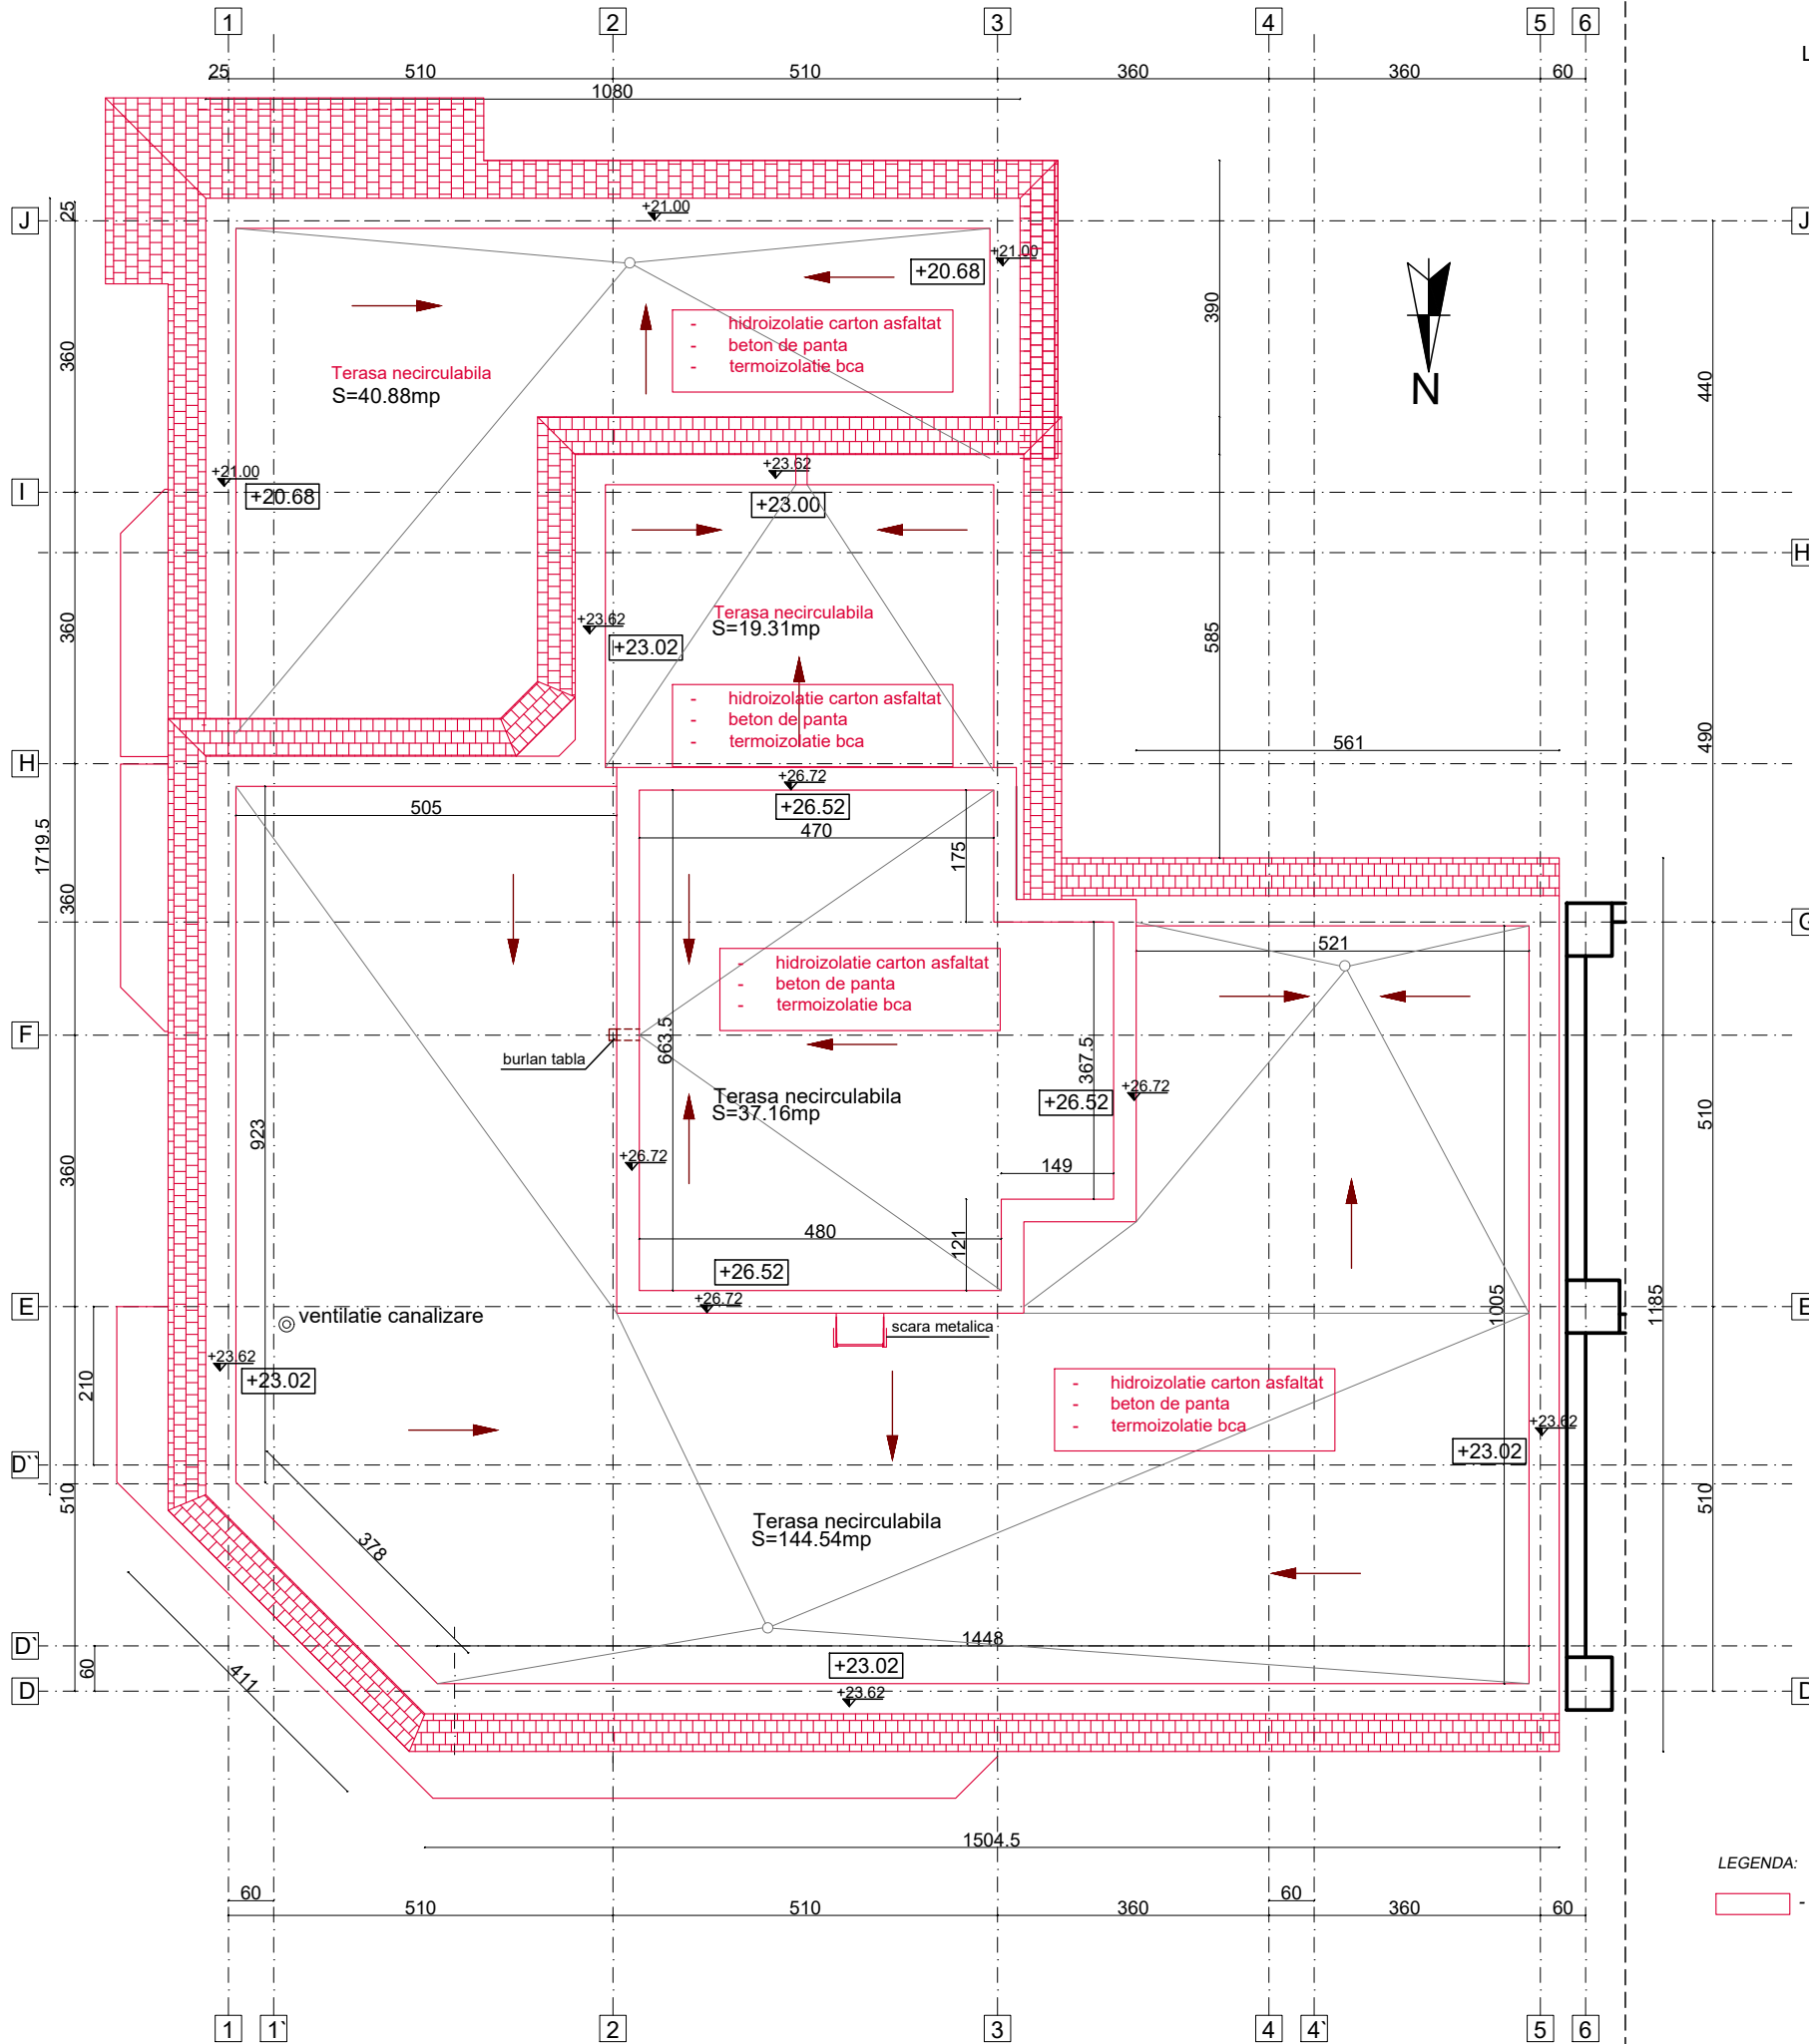 1 2 3 4 5 6
L
25 510 510 360 360 60
1080
J 25 +21.00 J
+21.00
+20.68
- hidroizolatie carton asfaltat
- beton de panta
- termoizolatie bca
390
360
Terasa necirculabila
S=40.88mp
N
440
+21.00
+20.68
I
+23.62
+23.00
H
360
+23.62
+23.02
Terasa necirculabila
S=19.31mp
585
- hidroizolatie carton asfaltat
- beton de panta
- termoizolatie bca
561
490
H
+26.72
+26.52
505
470
175
1719.5
360
G
521
- hidroizolatie carton asfaltat
- beton de panta
- termoizolatie bca
F
663.5
burlan tabla
367.5
+26.72
+26.52
Terasa necirculabila
S=37.16mp
923
360
510
+26.72
149
480
121
+26.52
E
+26.72
E
ventilatie canalizare
scara metalica
1005
1185
+23.62
+23.02
210
- hidroizolatie carton asfaltat
- beton de panta
- termoizolatie bca
+23.62
+23.02
D``
510
510
378
Terasa necirculabila
S=144.54mp
D`
1448
60
+23.02
D
+23.62
D
411
1504.5
LEGENDA:
-
60 60
510 510 360 360 60
1 1` 2 3 4 4` 5 6